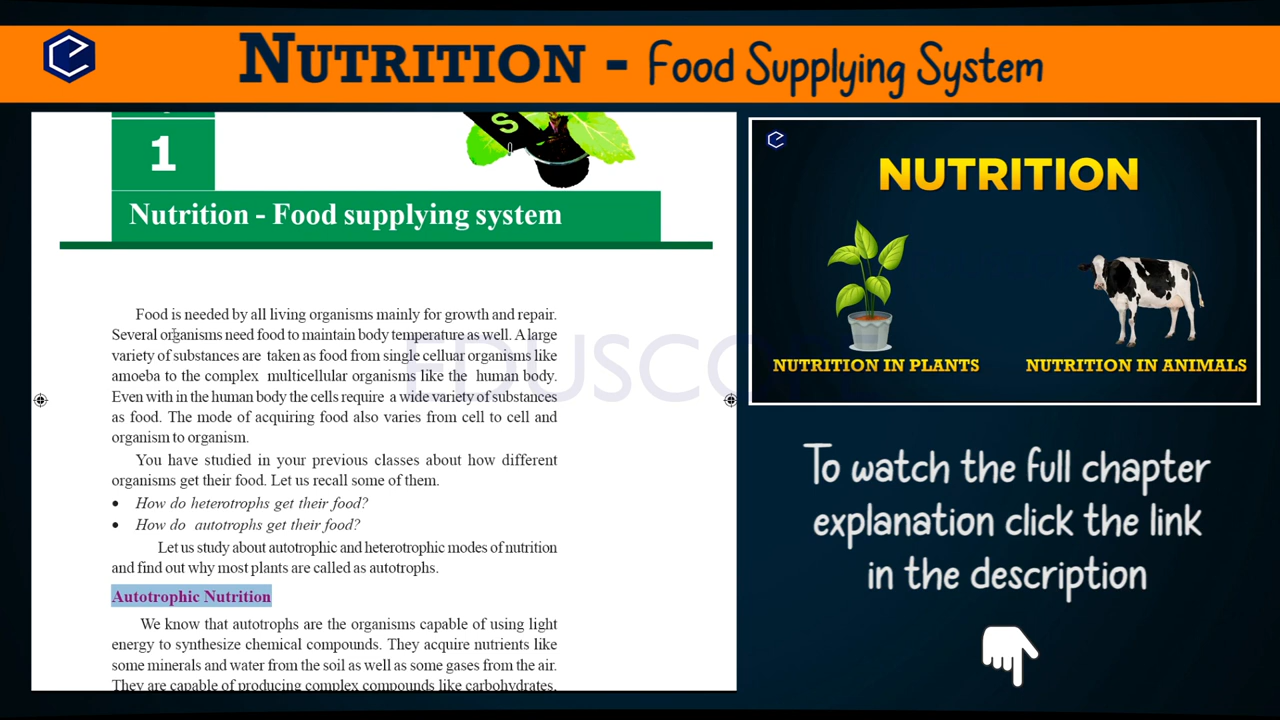 NUTRITION - Food Supplying System
S
1
Nutrition - Food supplying system
Food is needed by all living organisms mainly for growth and repair.
Several organisms need food to maintain body temperature as well. A large
variety of substances are taken as food from single celluar organisms like
amoeba to the complex multicellular organisms like the human body.
Even with in the human body the cells require a wide variety of substances
as food. The mode of acquiring food also varies from cell to cell and
organism to organism.
You have studied in your previous classes about how different
organisms get their food. Let us recall some of them.
• How do heterotrophs get their food?
• How do autotrophs get their food?
Let us study about autotrophic and heterotrophic modes of nutrition
and find out why most plants are called as autotrophs.
Autotrophic Nutrition
We know that autotrophs are the organisms capable of using light
energy to synthesize chemical compounds. They acquire nutrients like
some minerals and water from the soil as well as some gases from the air.
They are capable of producing complex compounds like carbohydrates,
EDUSCO
NUTRITION
NUTRITION IN PLANTS
NUTRITION IN ANIMALS
To watch the full chapter
explanation click the link
in the description